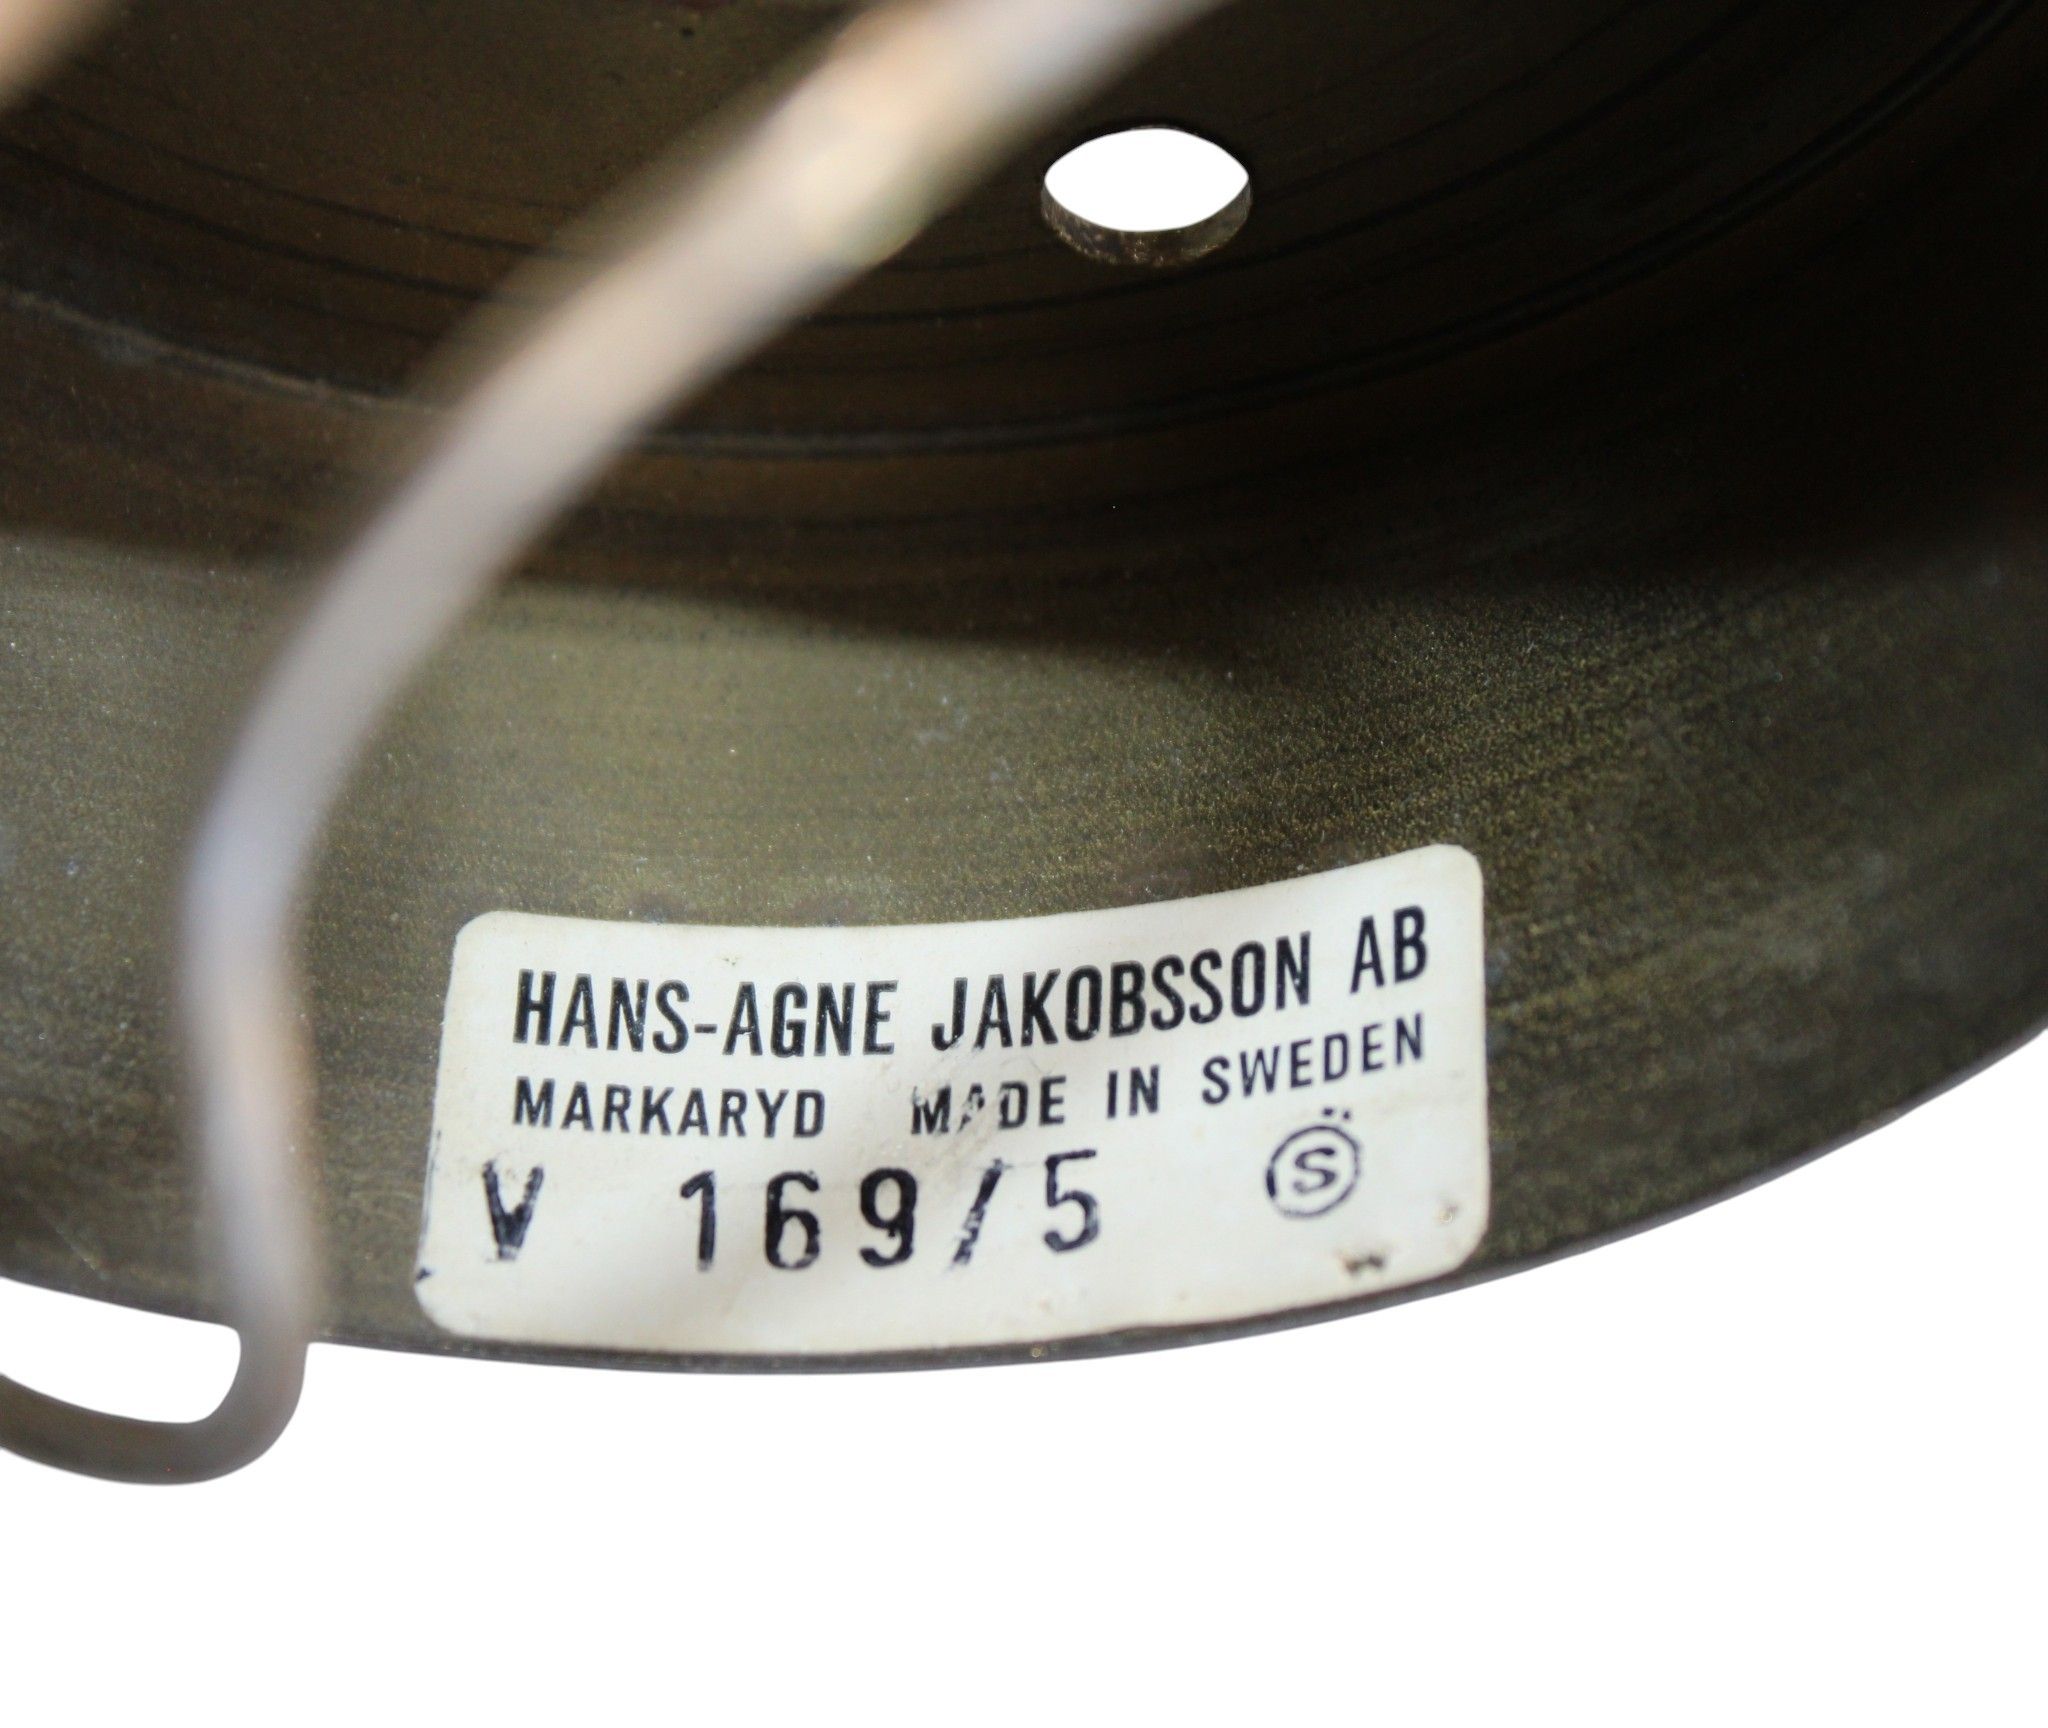 HANS-AGNE JAKOBSSON AB
MARKARYD MADE IN SWEDEN
V 169/5 S